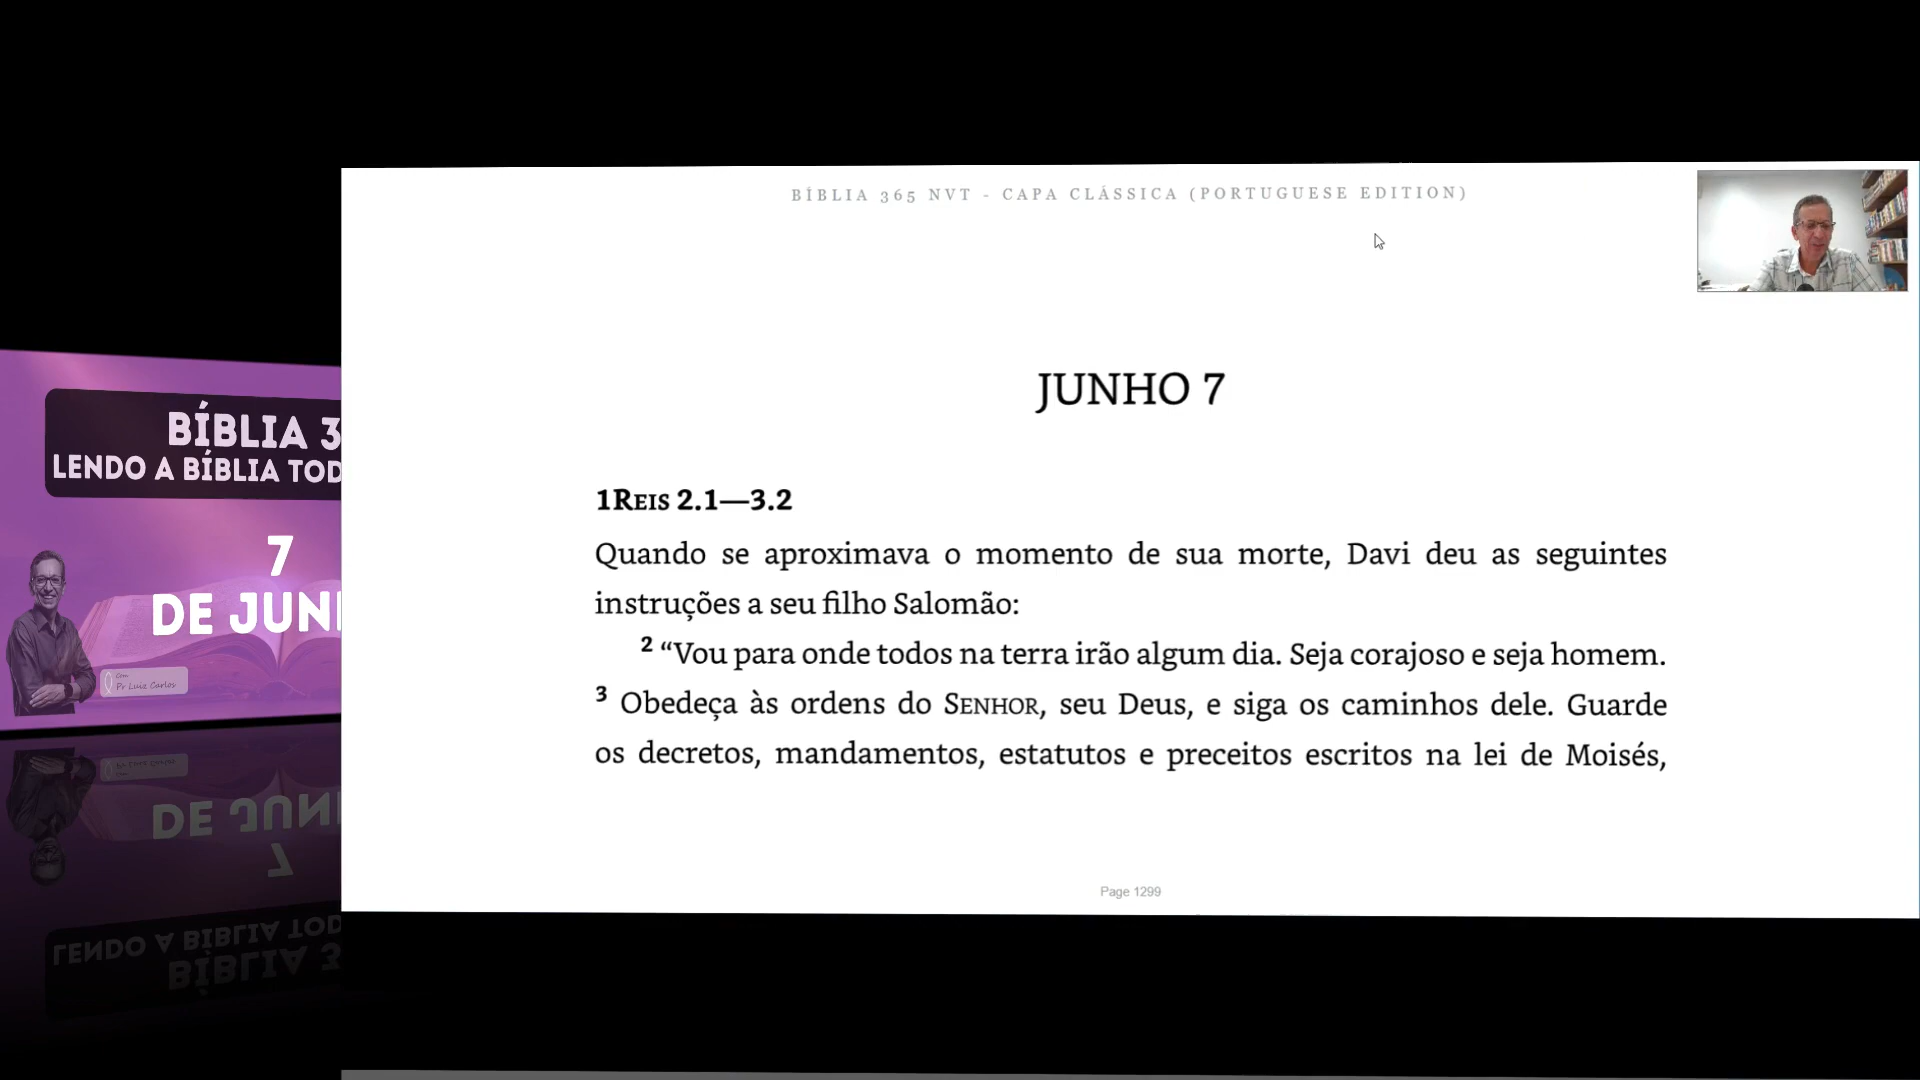 BÍBLIA 365 NVT - CAPA CLÁSSICA (PORTUGUESE EDITION)
JUNHO 7
1REIS 2.1—3.2
Quando se aproximava o momento de sua morte, Davi deu as seguintes
instruções a seu filho Salomão:
2 “Vou para onde todos na terra irão algum dia. Seja corajoso e seja homem.
3 Obedeça às ordens do SENHOR, seu Deus, e siga os caminhos dele. Guarde
os decretos, mandamentos, estatutos e preceitos escritos na lei de Moisés,
Page 1299
BÍBLIA 3
LENDO A BÍBLIA TOD
7
DE JUN
Com
Pr Luiz Carlos